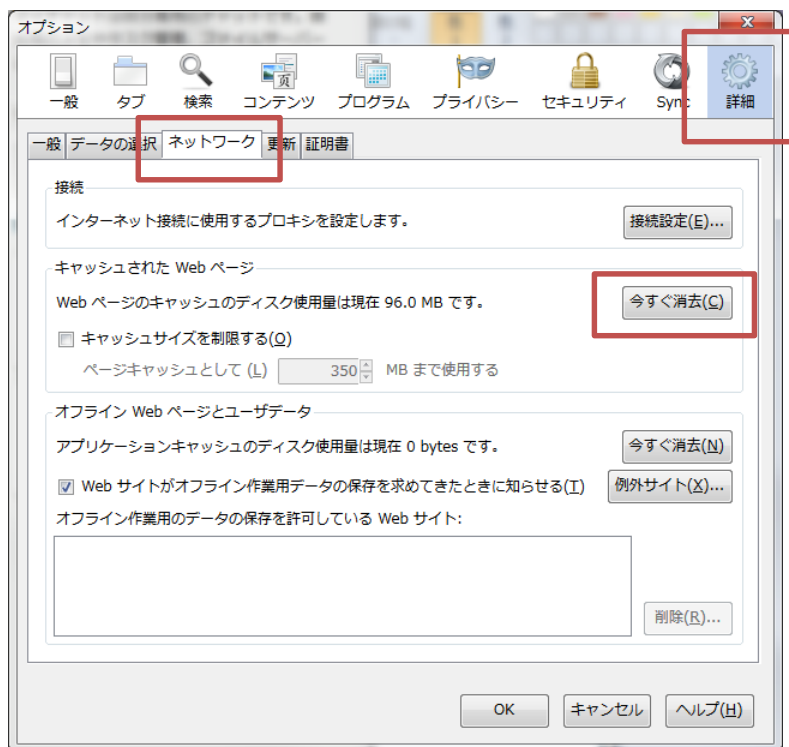 オプション
一般 タブ 検索 コンテンツ プログラム プライバシー セキュリティ Sync 詳細
一般 データの選択 ネットワーク 更新 証明書
接続
インターネット接続に使用するプロキシを設定します。 接続設定(E)...
キャッシュされた Web ページ
Web ページのキャッシュのディスク使用量は現在 96.0 MB です。 今すぐ消去(C)
キャッシュサイズを制限する(O)
ページキャッシュとして (L) 350 MB まで使用する
オフライン Web ページとユーザデータ
アプリケーションキャッシュのディスク使用量は現在 0 bytes です。 今すぐ消去(N)
Web サイトがオフライン作業用データの保存を求めてきたときに知らせる(T) 例外サイト(X)...
オフライン作業用のデータの保存を許可している Web サイト:
削除(R)...
OK キャンセル ヘルプ(H)